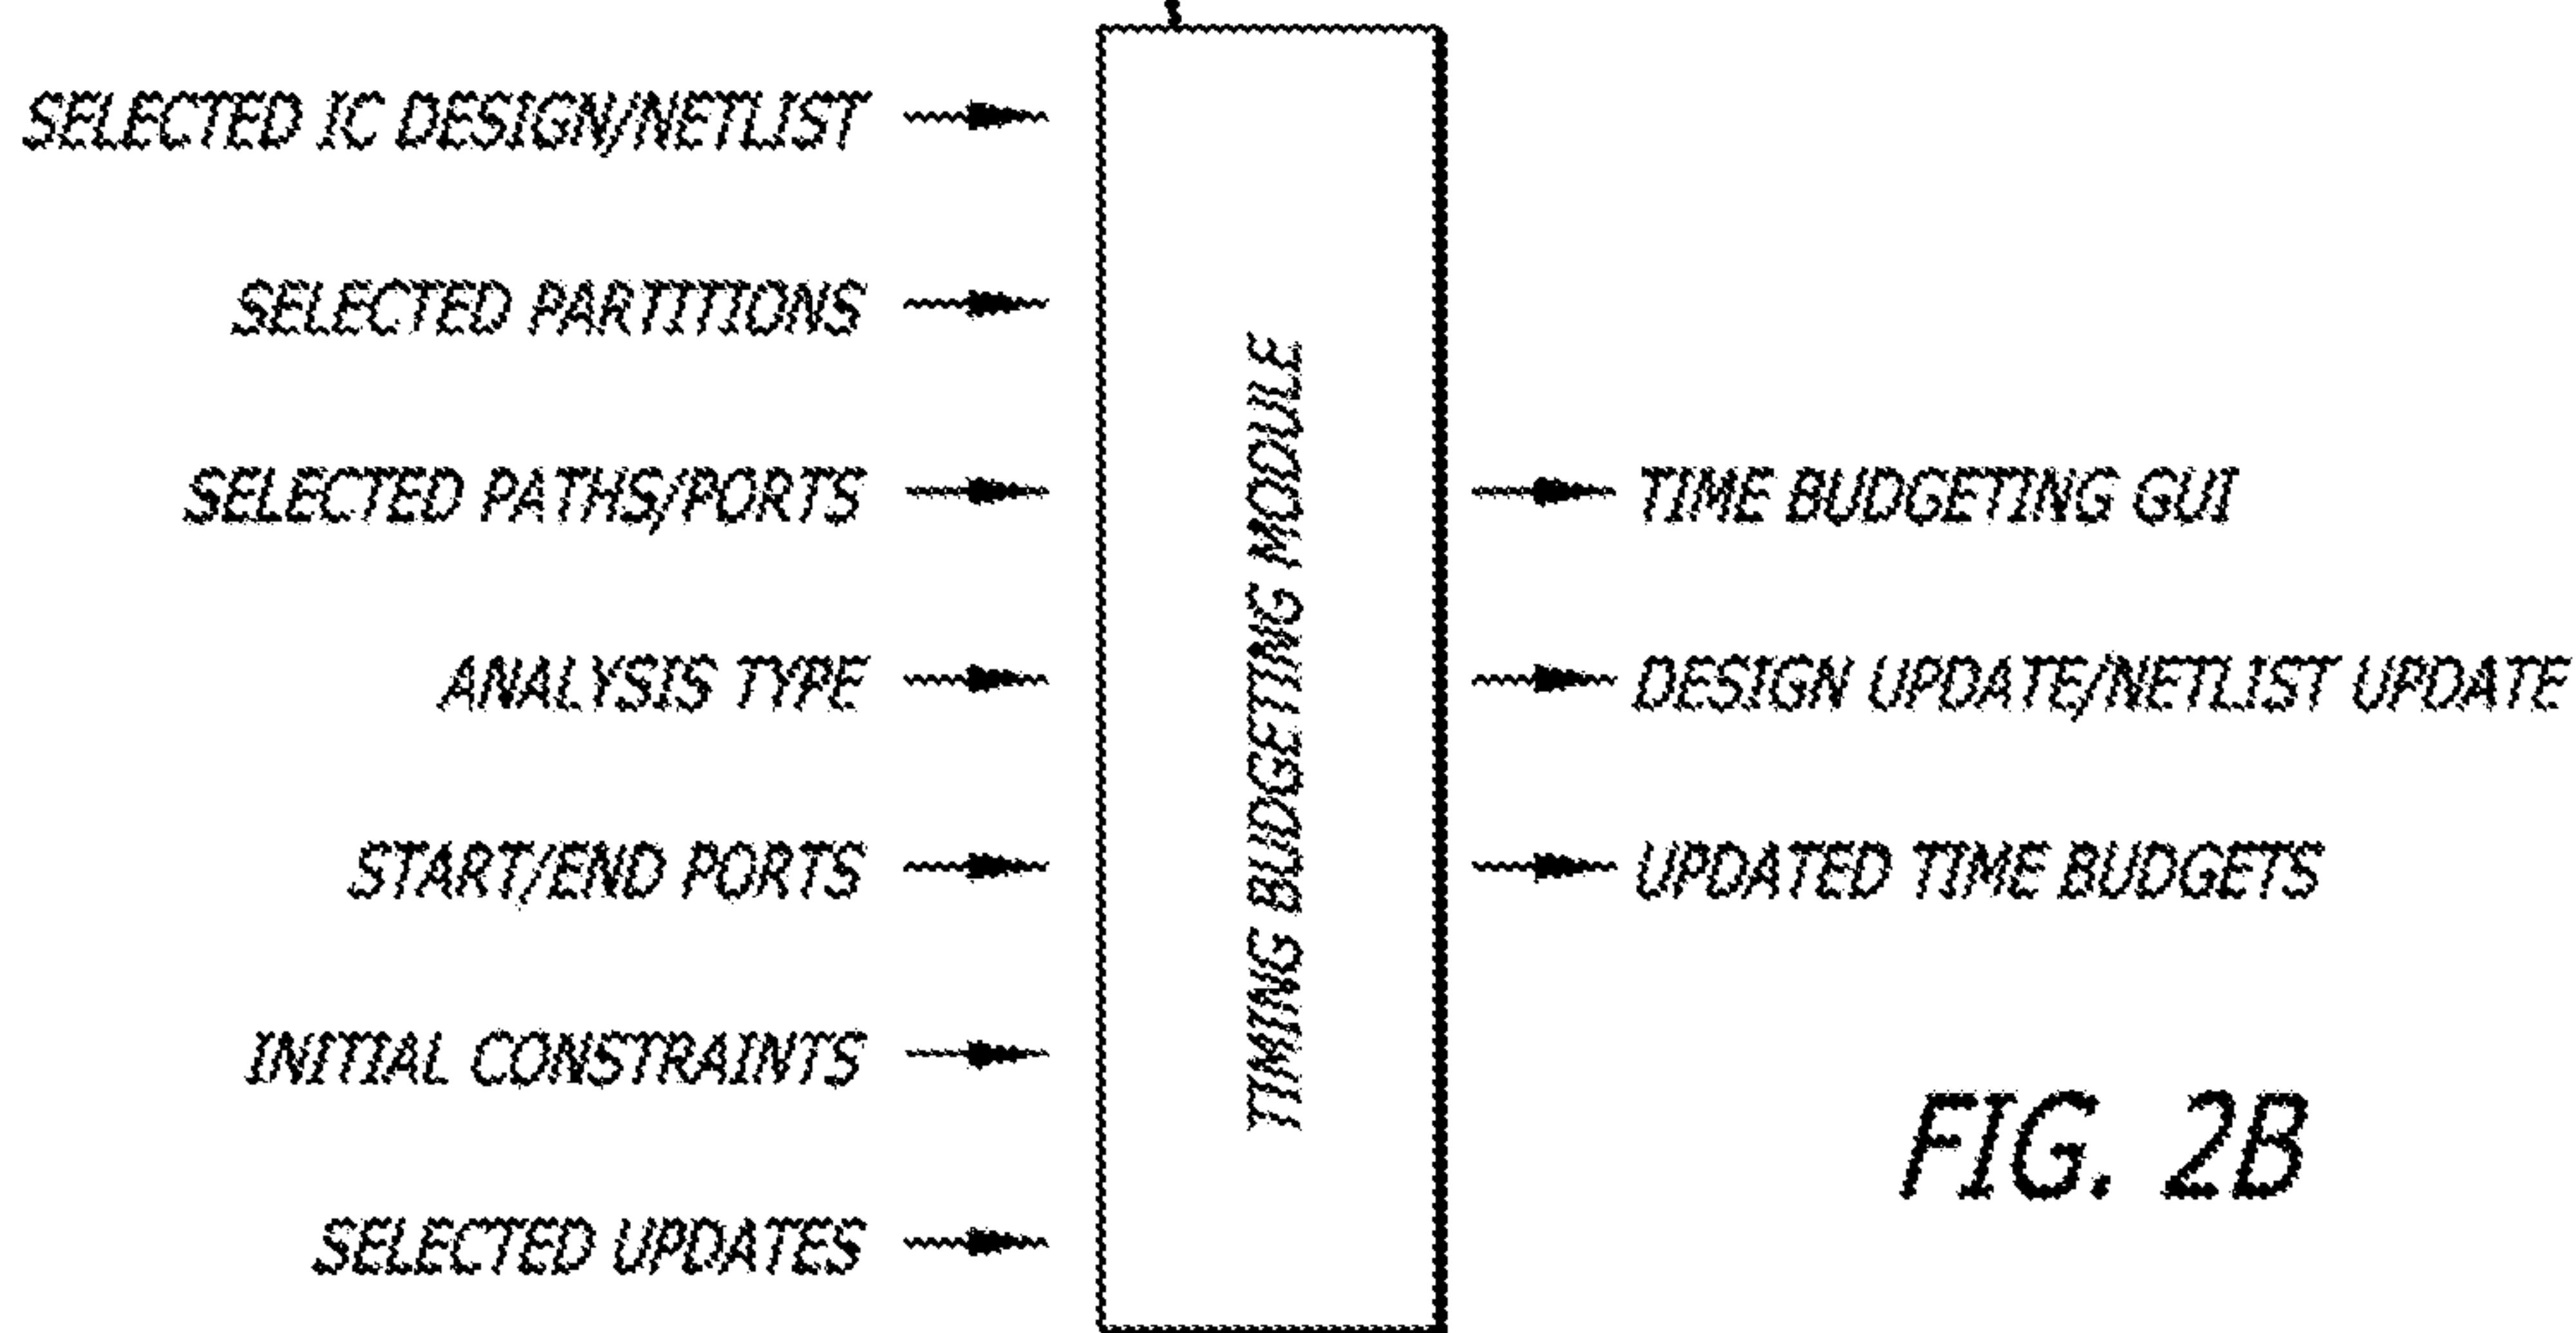 SELECTED IC DESIGN/NETLIST
SELECTED PARTITIONS
SELECTED PATHS/PORTS
ANALYSIS TYPE
START/END PORTS
INITIAL CONSTRAINTS
SELECTED UPDATES
TIMING BUDGETING MODULE
TIME BUDGETING GUI
DESIGN UPDATE/NETLIST UPDATE
UPDATED TIME BUDGETS
FIG. 2B